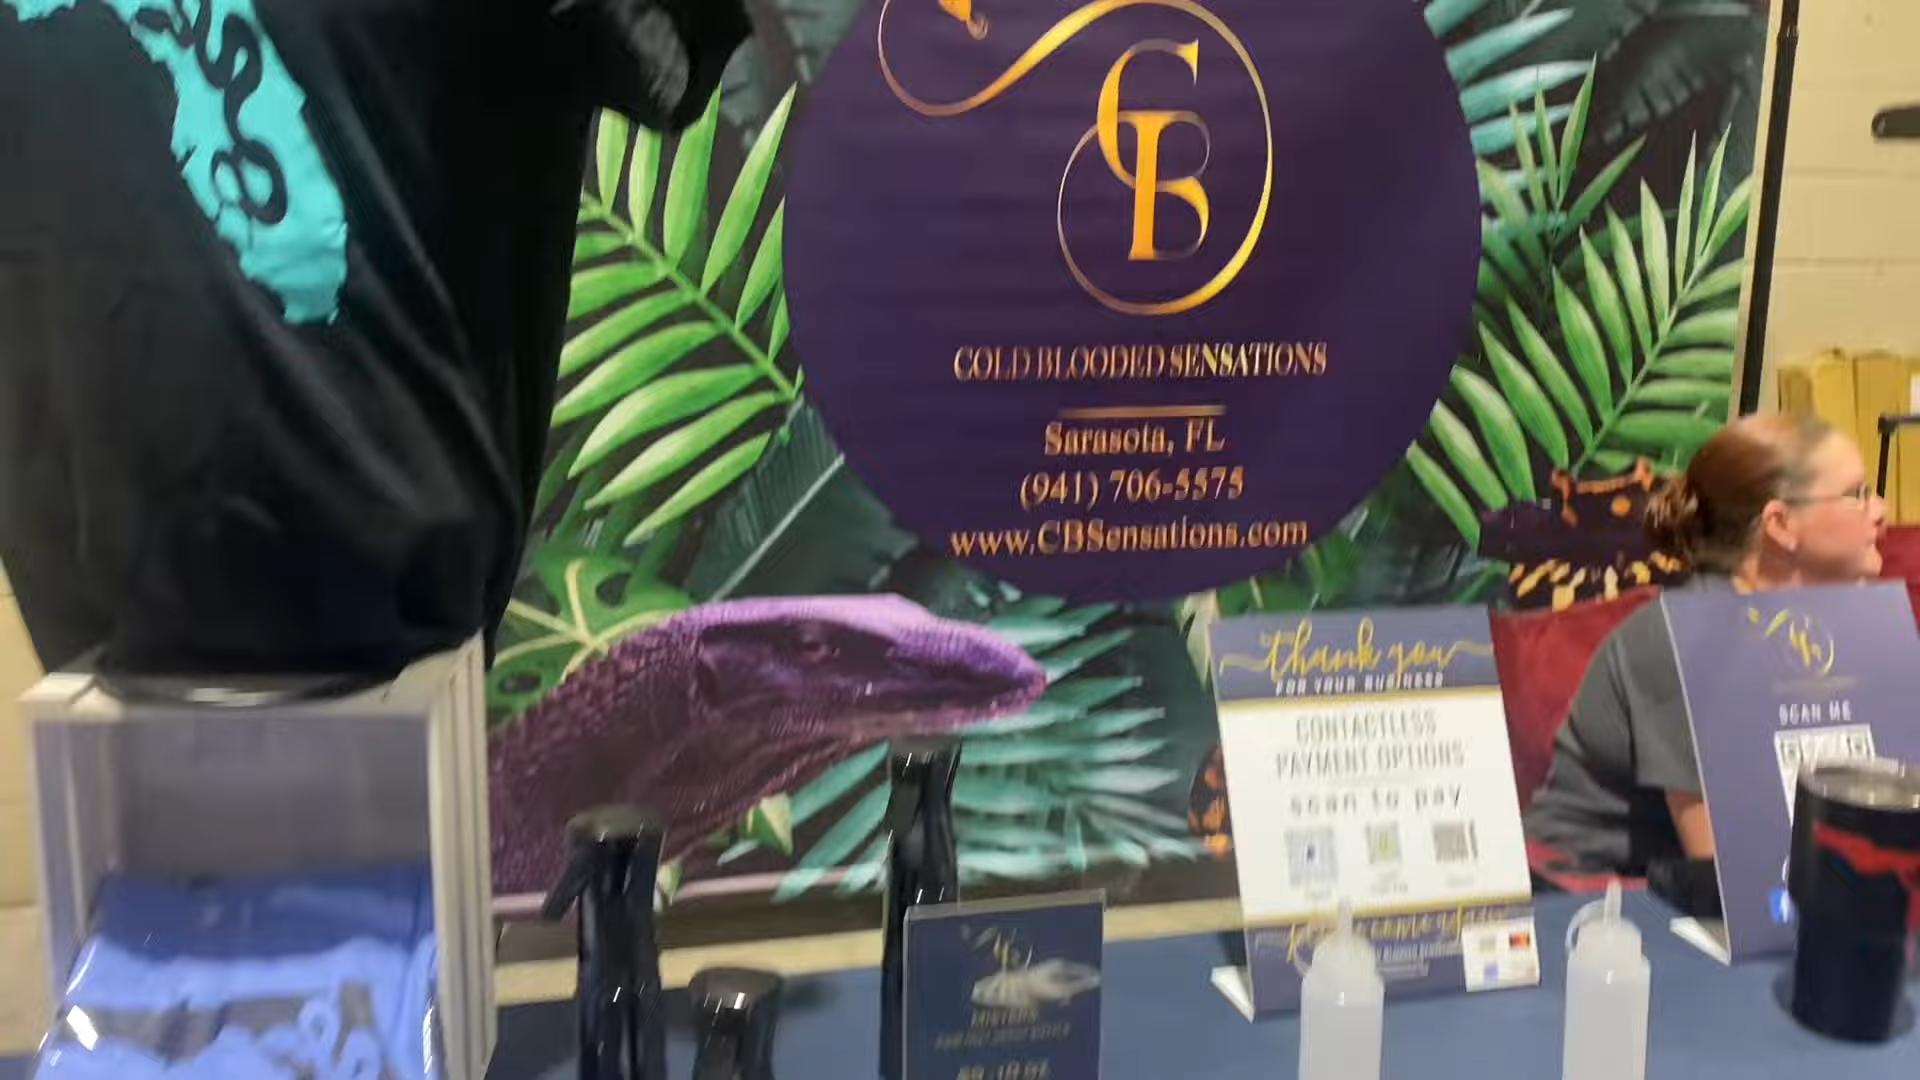 CB
COLD BLOODED SENSATIONS
Sarasota, FL
(941) 706-5575
www.CBSensations.com
thank you
FOR YOUR BUSINESS
CONTACTLESS
PAYMENT OPTIONS
scan to pay
SCAN ME
MISTERS